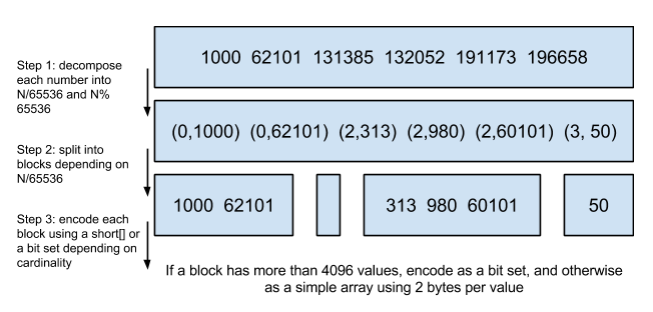 1000 62101 131385 132052 191173 196658
Step 1: decompose
each number into
N/65536 and N%
65536
(0,1000) (0,62101) (2,313) (2,980) (2,60101) (3, 50)
Step 2: split into
blocks depending on
N/65536
1000 62101
313 980 60101
50
Step 3: encode each
block using a short[] or
a bit set depending on
cardinality
If a block has more than 4096 values, encode as a bit set, and otherwise
as a simple array using 2 bytes per value